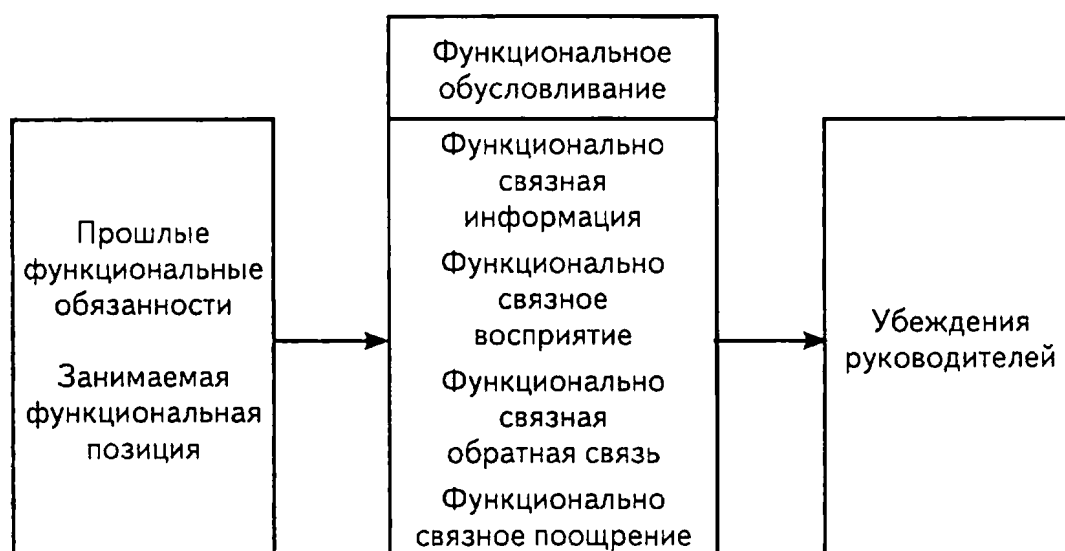 Прошлые
функциональные
обязанности
Занимаемая
функциональная
позиция
Функциональное
обусловливание
Функционально
связная
информация
Функционально
связное
восприятие
Функционально
связная
обратная связь
Функционально
связное поощрение
Убеждения
руководителей